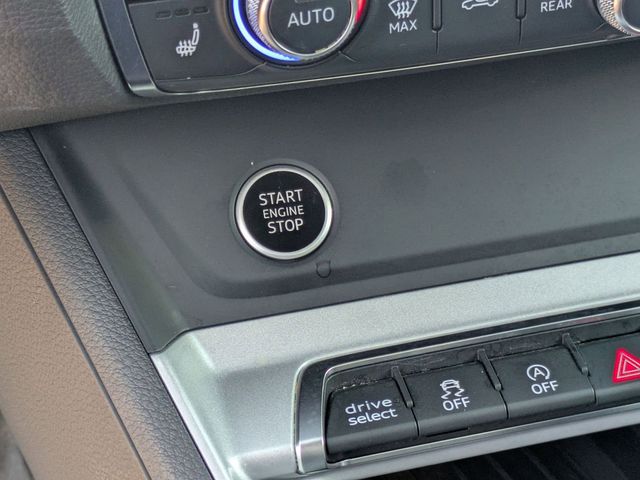 AUTO
MAX
REAR
START
ENGINE
STOP
drive
select
OFF
A
OFF